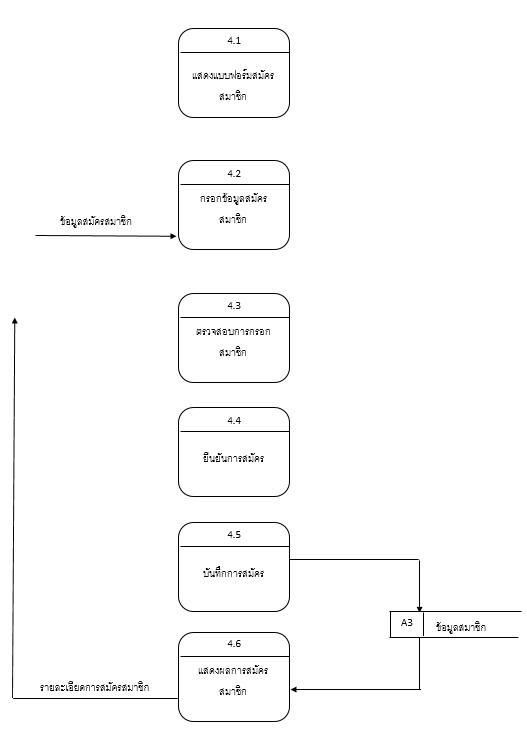 4.1
แสดงแบบฟอร์มสมัคร
สมาชิก
4.2
กรอกข้อมูลสมัคร
สมาชิก
ข้อมูลสมัครสมาชิก
4.3
ตรวจสอบการกรอก
สมาชิก
4.4
ยืนยันการสมัคร
4.5
บันทึกการสมัคร
A3
ข้อมูลสมาชิก
4.6
แสดงผลการสมัคร
สมาชิก
รายละเอียดการสมัครสมาชิก